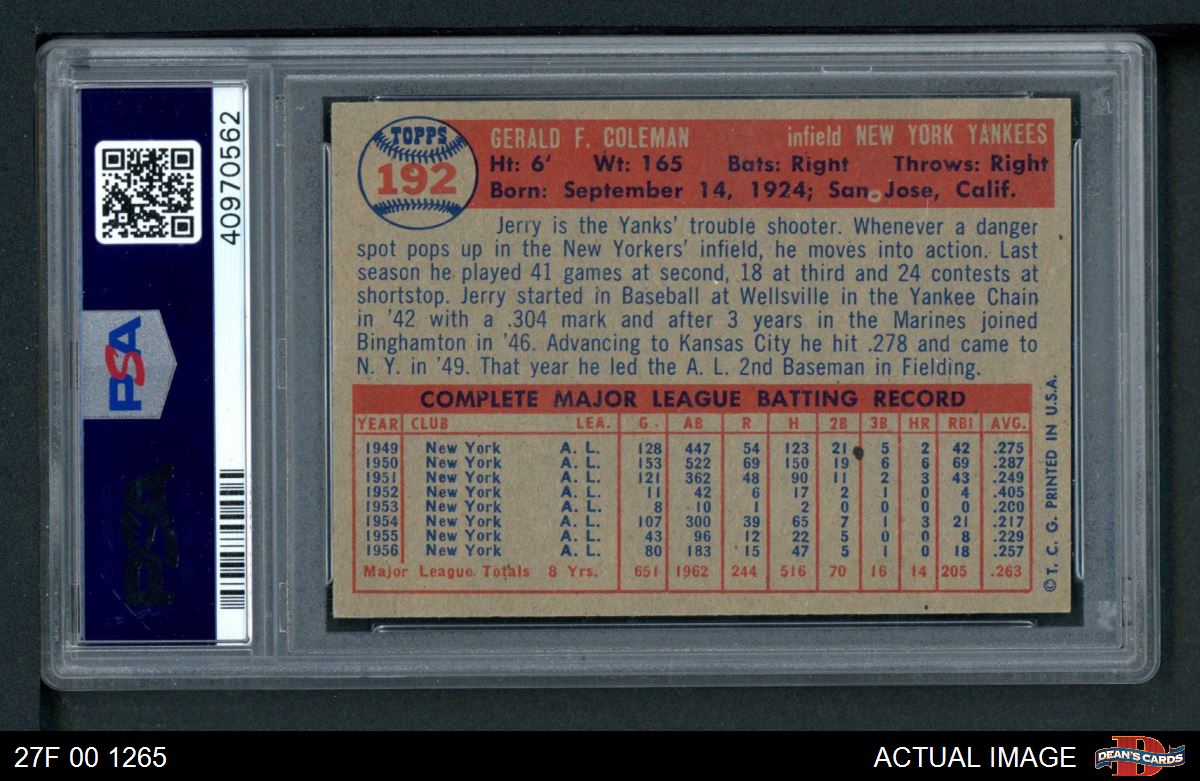 40970562
PSA
PSA
TOPPS
192
GERALD F. COLEMAN infield NEW YORK YANKEES
Ht: 6' Wt: 165 Bats: Right Throws: Right
Born: September 14, 1924; San Jose, Calif.
Jerry is the Yanks' trouble shooter. Whenever a danger
spot pops up in the New Yorkers' infield, he moves into action. Last
season he played 41 games at second, 18 at third and 24 contests at
shortstop. Jerry started in Baseball at Wellsville in the Yankee Chain
in '42 with a .304 mark and after 3 years in the Marines joined
Binghamton in '46. Advancing to Kansas City he hit .278 and came to
N. Y. in '49. That year he led the A. L. 2nd Baseman in Fielding.
COMPLETE MAJOR LEAGUE BATTING RECORD
YEAR CLUB LEA. G AB R H 2B 3B HR RBI AVG.
1949 New York A. L. 128 447 54 123 21 5 2 42 .275
1950 New York A. L. 153 522 69 150 19 6 6 69 .287
1951 New York A. L. 121 362 48 90 11 2 3 43 .249
1952 New York A. L. 11 42 6 17 2 1 0 4 .405
1953 New York A. L. 8 10 1 2 0 0 0 0 .200
1954 New York A. L. 107 300 39 65 7 1 3 21 .217
1955 New York A. L. 43 96 12 22 5 0 0 8 .229
1956 New York A. L. 80 183 15 47 5 1 0 18 .257
Major League Totals 8 Yrs. 651 1962 244 516 70 16 14 205 .263
© T. C. G. PRINTED IN U.S.A.
27F 00 1265
ACTUAL IMAGE
D
DEAN'S CARDS